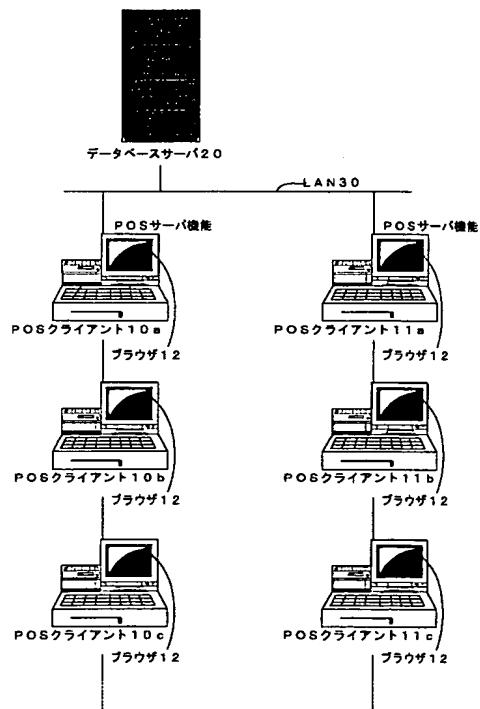 データベースサーバ20
LAN30
POSサーバ機能
POSサーバ機能
POSクライアント10a
POSクライアント11a
ブラウザ12
ブラウザ12
POSクライアント10b
POSクライアント11b
ブラウザ12
ブラウザ12
POSクライアント10c
POSクライアント11c
ブラウザ12
ブラウザ12